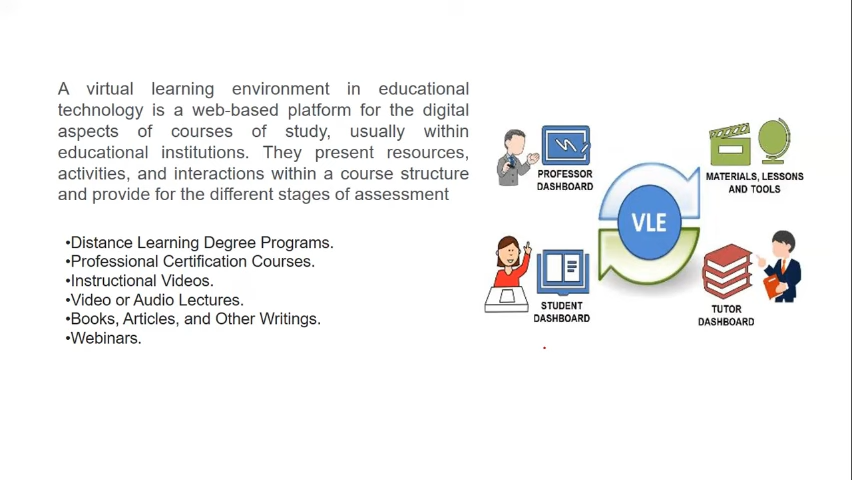 A virtual learning environment in educational
technology is a web-based platform for the digital
aspects of courses of study, usually within
educational institutions. They present resources,
activities, and interactions within a course structure
and provide for the different stages of assessment
•Distance Learning Degree Programs.
•Professional Certification Courses.
•Instructional Videos.
•Video or Audio Lectures.
•Books, Articles, and Other Writings.
•Webinars.
PROFESSOR
DASHBOARD
MATERIALS, LESSONS
AND TOOLS
VLE
STUDENT
DASHBOARD
TUTOR
DASHBOARD